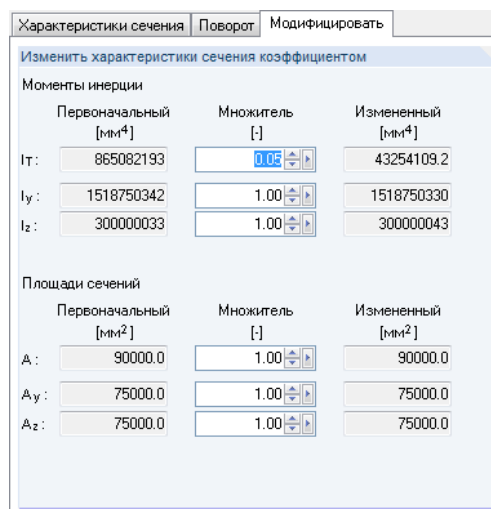 Характеристики сечения Поворот Модифицировать
Изменить характеристики сечения коэффициентом
Моменты инерции
Первоначальный Множитель Измененный
[мм⁴] [-] [мм⁴]
Iт: 865082193 0.05 43254109.2
Iy: 1518750342 1.00 1518750330
Iz: 300000033 1.00 300000043
Площади сечений
Первоначальный Множитель Измененный
[мм²] [-] [мм²]
A: 90000.0 1.00 90000.0
Ay: 75000.0 1.00 75000.0
Az: 75000.0 1.00 75000.0